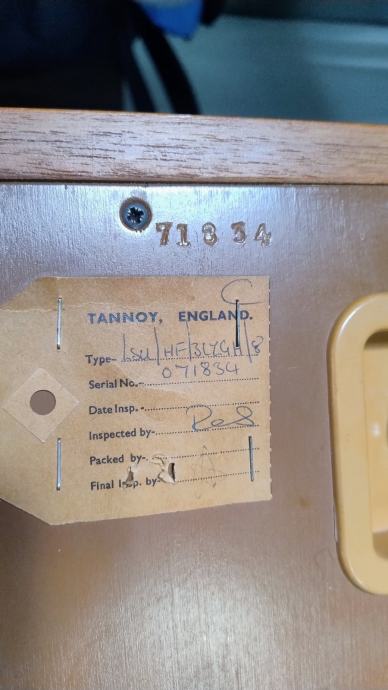 71834
TANNOY, ENGLAND.
Type- LSU/HF/3LZGH/8
Serial No.- 071834
Date Insp.-
Inspected by-
Packed by-
Final Insp. by-